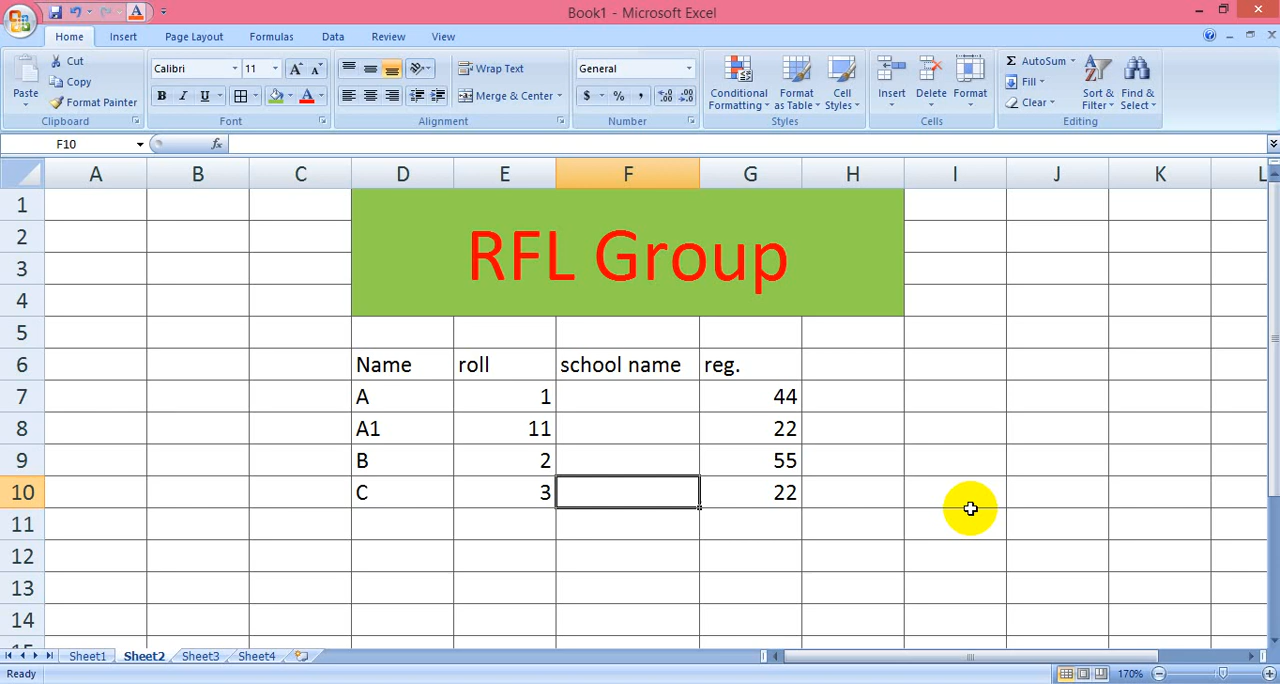 Book1 - Microsoft Excel
Home Insert Page Layout Formulas Data Review View
Cut
Copy
Format Painter
Paste
Clipboard
Calibri 11
B I U
Font
Wrap Text
Merge & Center
Alignment
General
$ % ,
Number
Conditional Formatting
Format as Table
Cell Styles
Styles
Insert Delete Format
Cells
Σ AutoSum
Fill
Clear
Sort & Filter
Find & Select
Editing
F10 fx
A B C D E F G H I J K L
1
2
3
4
RFL Group
5
6 Name roll school name reg.
7 A 1 44
8 A1 11 22
9 B 2 55
10 C 3 22
11
12
13
14
15
Sheet1 Sheet2 Sheet3 Sheet4
Ready 170%